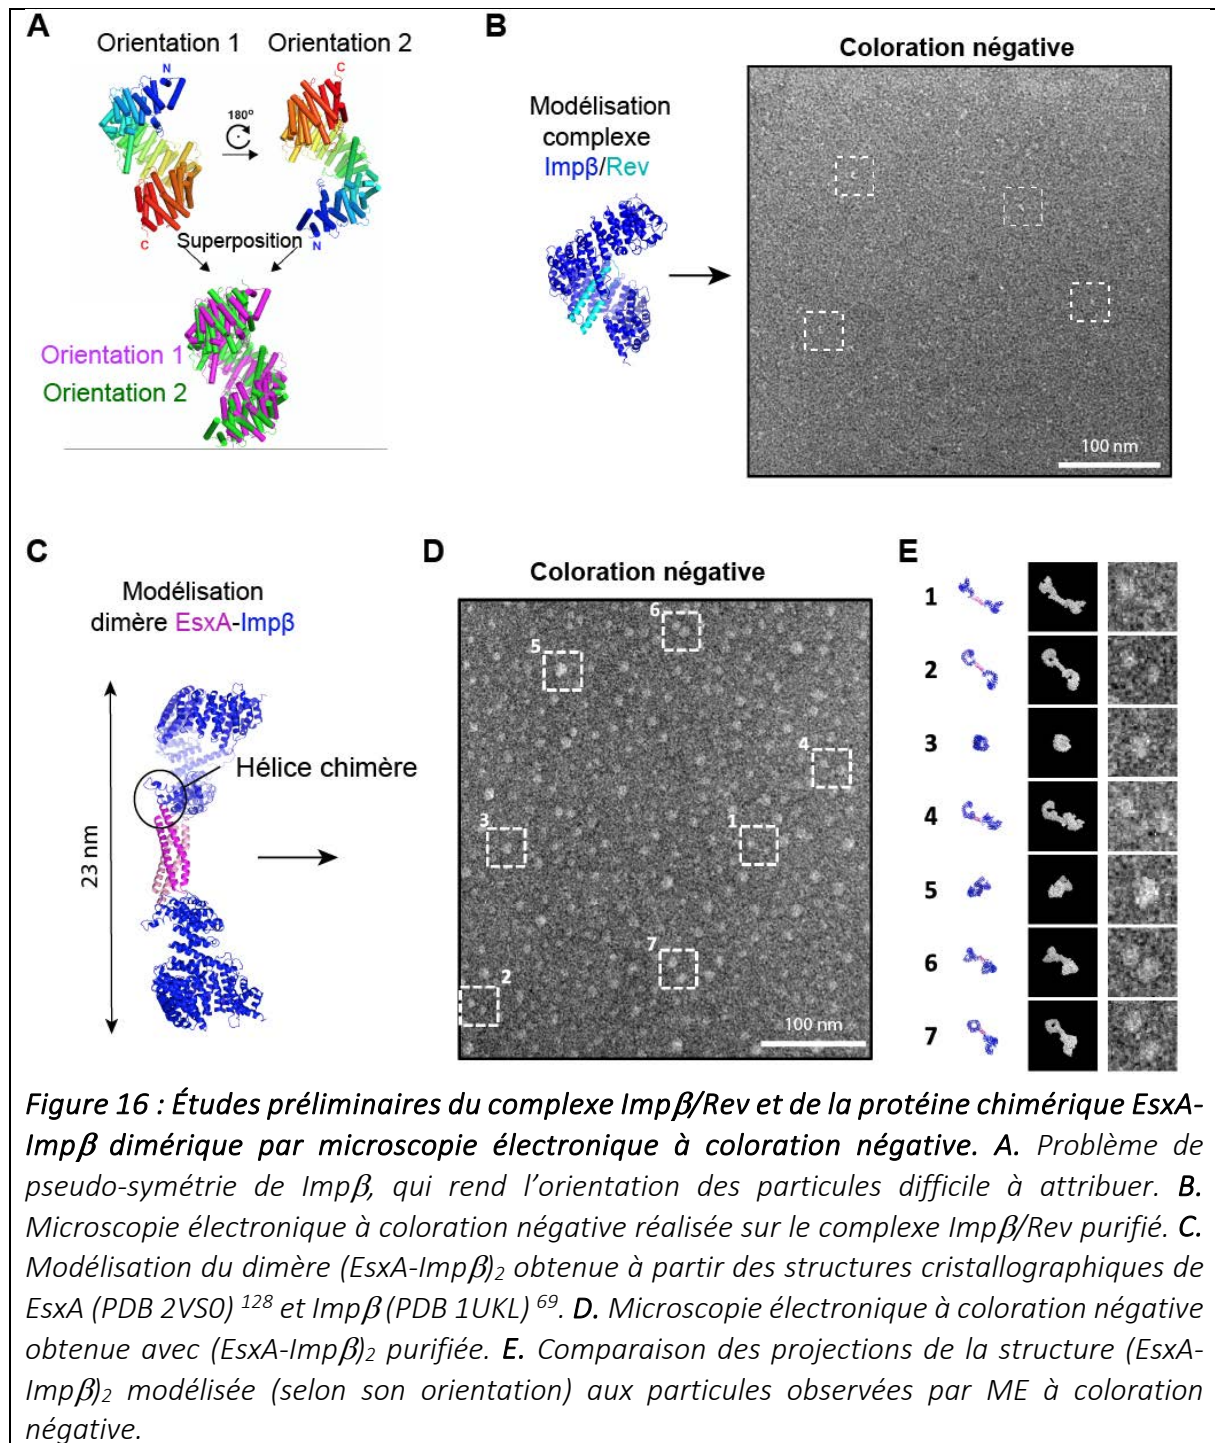 A
Orientation 1
Orientation 2
N
C
180°
C
N
Superposition
Orientation 1
Orientation 2
B
Coloration négative
Modélisation
complexe
Impβ/Rev
100 nm
C
Modélisation
dimère EsxA-Impβ
Hélice chimère
23 nm
D
Coloration négative
6
5
4
3
1
7
2
100 nm
E
1
2
3
4
5
6
7
Figure 16 : Études préliminaires du complexe Impβ/Rev et de la protéine chimérique EsxA-
Impβ dimérique par microscopie électronique à coloration négative. A. Problème de
pseudo-symétrie de Impβ, qui rend l’orientation des particules difficile à attribuer. B.
Microscopie électronique à coloration négative réalisée sur le complexe Impβ/Rev purifié. C.
Modélisation du dimère (EsxA-Impβ)2 obtenue à partir des structures cristallographiques de
EsxA (PDB 2VS0) 128 et Impβ (PDB 1UKL) 69. D. Microscopie électronique à coloration négative
obtenue avec (EsxA-Impβ)2 purifiée. E. Comparaison des projections de la structure (EsxA-
Impβ)2 modélisée (selon son orientation) aux particules observées par ME à coloration
négative.